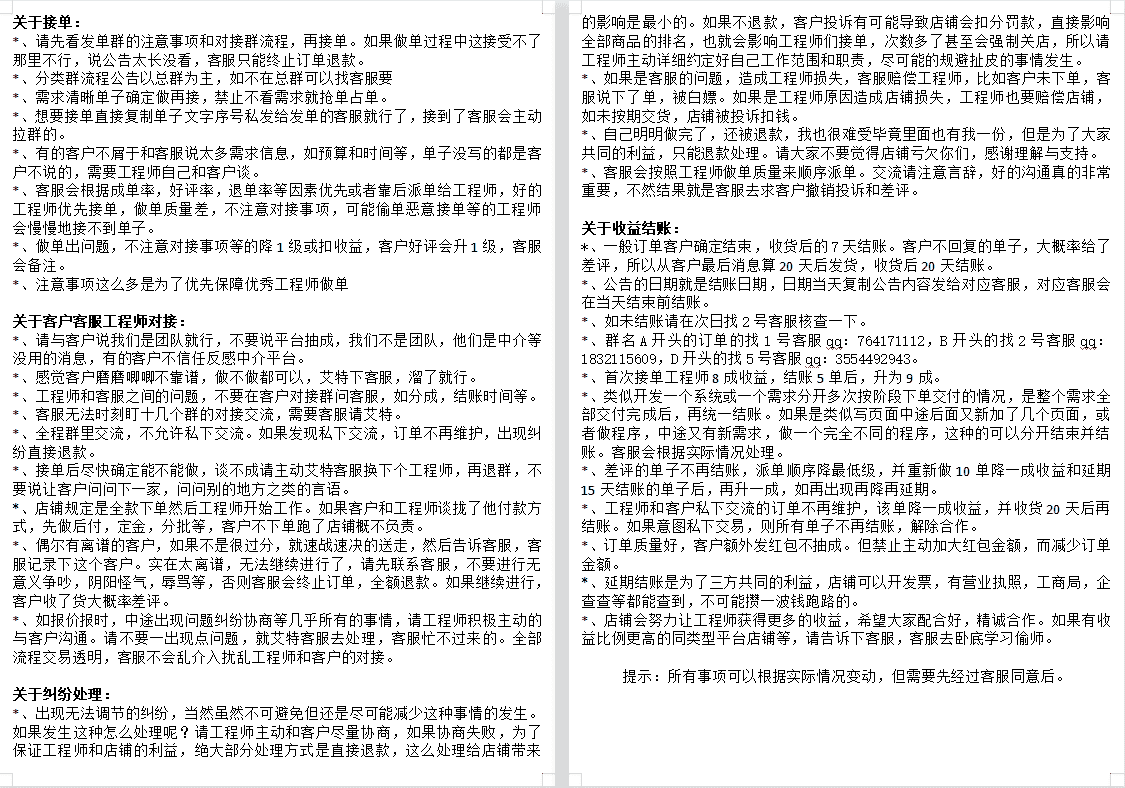 关于接单：
*、请先看发单群的注意事项和对接群流程，再接单。如果做单过程中这接受不了
那里不行，说公告太长没看，客服只能终止订单退款。
*、分类群流程公告以总群为主，如不在总群可以找客服要
*、需求清晰单子确定做再接，禁止不看需求就抢单占单。
*、想要接单直接复制单子文字序号私发给发单的客服就行了，接到了客服会主动
拉群的。
*、有的客户不屑于和客服说太多需求信息，如预算和时间等，单子没写的都是客
户不说的，需要工程师自己和客户谈。
*、客服会根据成单率，好评率，退单率等因素优先或者靠后派单给工程师，好的
工程师优先接单，做单质量差，不注意对接事项，可能偷单恶意接单等的工程师
会慢慢地接不到单子。
*、做单出问题，不注意对接事项等的降 1 级或扣收益，客户好评会升 1 级，客服
会备注。
*、注意事项这么多是为了优先保障优秀工程师做单
关于客户客服工程师对接：
*、请与客户说我们是团队就行，不要说平台抽成，我们不是团队，他们是中介等
没用的消息，有的客户不信任反感中介平台。
*、感觉客户磨磨唧唧不靠谱，做不做都可以，艾特下客服，溜了就行。
*、工程师和客服之间的问题，不要在客户对接群问客服，如分成，结账时间等。
*、客服无法时刻盯十几个群的对接交流，需要客服请艾特。
*、全程群里交流，不允许私下交流。如果发现私下交流，订单不再维护，出现纠
纷直接退款。
*、接单后尽快确定能不能做，谈不成请主动艾特客服换下个工程师，再退群，不
要说让客户问问下一家，问问别的地方之类的言语。
*、店铺规定是全款下单然后工程师开始工作。如果客户和工程师谈拢了他付款方
式，先做后付，定金，分批等，客户不下单跑了店铺概不负责。
*、偶尔有离谱的客户，如果不是很过分，就速战速决的送走，然后告诉客服，客
服记录下这个客户。实在太离谱，无法继续进行了，请先联系客服，不要进行无
意义争吵，阴阳怪气，辱骂等，否则客服会终止订单，全额退款。如果继续进行，
客户收了货大概率差评。
*、如报价报时，中途出现问题纠纷协商等几乎所有的事情，请工程师积极主动的
与客户沟通。请不要一出现点问题，就艾特客服去处理，客服忙不过来的。全部
流程交易透明，客服不会乱介入扰乱工程师和客户的对接。
关于纠纷处理：
*、出现无法调节的纠纷，当然虽然不可避免但还是尽可能减少这种事情的发生。
如果发生这种怎么处理呢？请工程师主动和客户尽量协商，如果协商失败，为了
保证工程师和店铺的利益，绝大部分处理方式是直接退款，这么处理给店铺带来
的影响是最小的。如果不退款，客户投诉有可能导致店铺会扣分罚款，直接影响
全部商品的排名，也就会影响工程师们接单，次数多了甚至会强制关店，所以请
工程师主动详细约定好自己工作范围和职责，尽可能的规避扯皮的事情发生。
*、如果是客服的问题，造成工程师损失，客服赔偿工程师，比如客户未下单，客
服说下了单，被白嫖。如果是工程师原因造成店铺损失，工程师也要赔偿店铺，
如未按期交货，店铺被投诉扣钱。
*、自己明明做完了，还被退款，我也很难受毕竟里面也有我一份，但是为了大家
共同的利益，只能退款处理。请大家不要觉得店铺亏欠你们，感谢理解与支持。
*、客服会按照工程师做单质量来顺序派单。交流请注意言辞，好的沟通真的非常
重要，不然结果就是客服去求客户撤销投诉和差评。
关于收益结账：
*、一般订单客户确定结束，收货后的 7 天结账。客户不回复的单子，大概率给了
差评，所以从客户最后消息算 20 天后发货，收货后 20 天结账。
*、公告的日期就是结账日期，日期当天复制公告内容发给对应客服，对应客服会
在当天结束前结账。
*、如未结账请在次日找 2 号客服核查一下。
*、群名 A 开头的订单的找 1 号客服 qq：764171112，B 开头的找 2 号客服 qq：
1832115609，D 开头的找 5 号客服 qq：3554492943。
*、首次接单工程师 8 成收益，结账 5 单后，升为 9 成。
*、类似开发一个系统或一个需求分开多次按阶段下单交付的情况，是整个需求全
部交付完成后，再统一结账。如果是类似写页面中途后面又新加了几个页面，或
者做程序，中途又有新需求，做一个完全不同的程序，这种的可以分开结束并结
账。客服会根据实际情况处理。
*、差评的单子不再结账，派单顺序降最低级，并重新做 10 单降一成收益和延期
15 天结账的单子后，再升一成，如再出现再降再延期。
*、工程师和客户私下交流的订单不再维护，该单降一成收益，并收货 20 天后再
结账。如果意图私下交易，则所有单子不再结账，解除合作。
*、订单质量好，客户额外发红包不抽成。但禁止主动加大红包金额，而减少订单
金额。
*、延期结账是为了三方共同的利益，店铺可以开发票，有营业执照，工商局，企
查查等都能查到，不可能攒一波钱跑路的。
*、店铺会努力让工程师获得更多的收益，希望大家配合好，精诚合作。如果有收
益比例更高的同类型平台店铺等，请告诉下客服，客服去卧底学习偷师。
提示：所有事项可以根据实际情况变动，但需要先经过客服同意后。